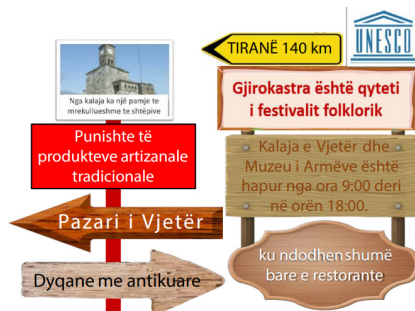 TIRANË 140 km
UNESCO
Nga kalaja ka një pamje te
mrekullueshme te shtëpive
Gjirokastra është qyteti
i festivalit folklorik
Punishte të
produkteve artizanale
tradicionale
Kalaja e Vjetër dhe
Muzeu i Armëve është
hapur nga ora 9:00 deri
në orën 18:00.
Pazari i Vjetër
Dyqane me antikuare
ku ndodhen shumë
bare e restorante